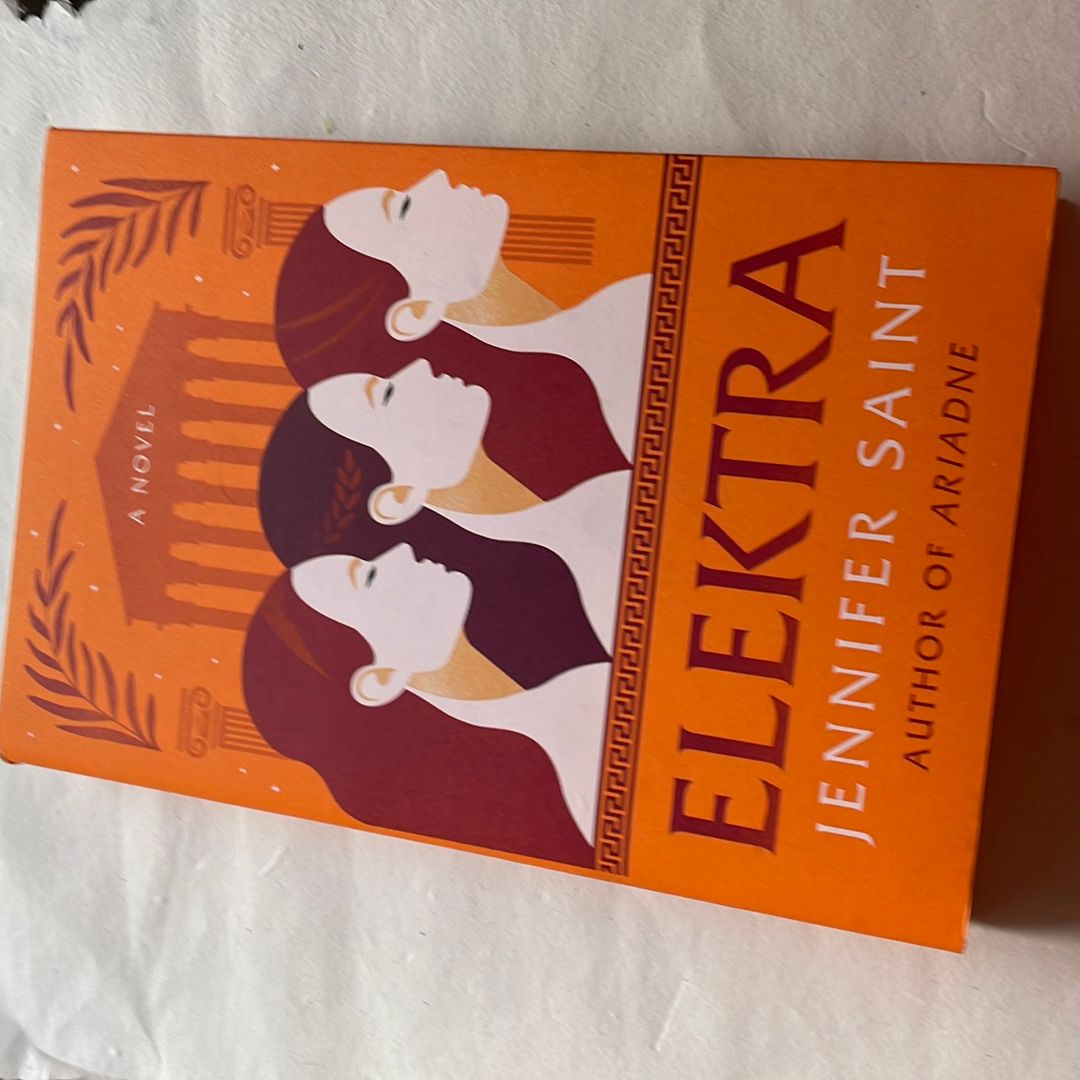 A NOVEL
ELEKTRA
JENNIFER SAINT
AUTHOR OF ARIADNE